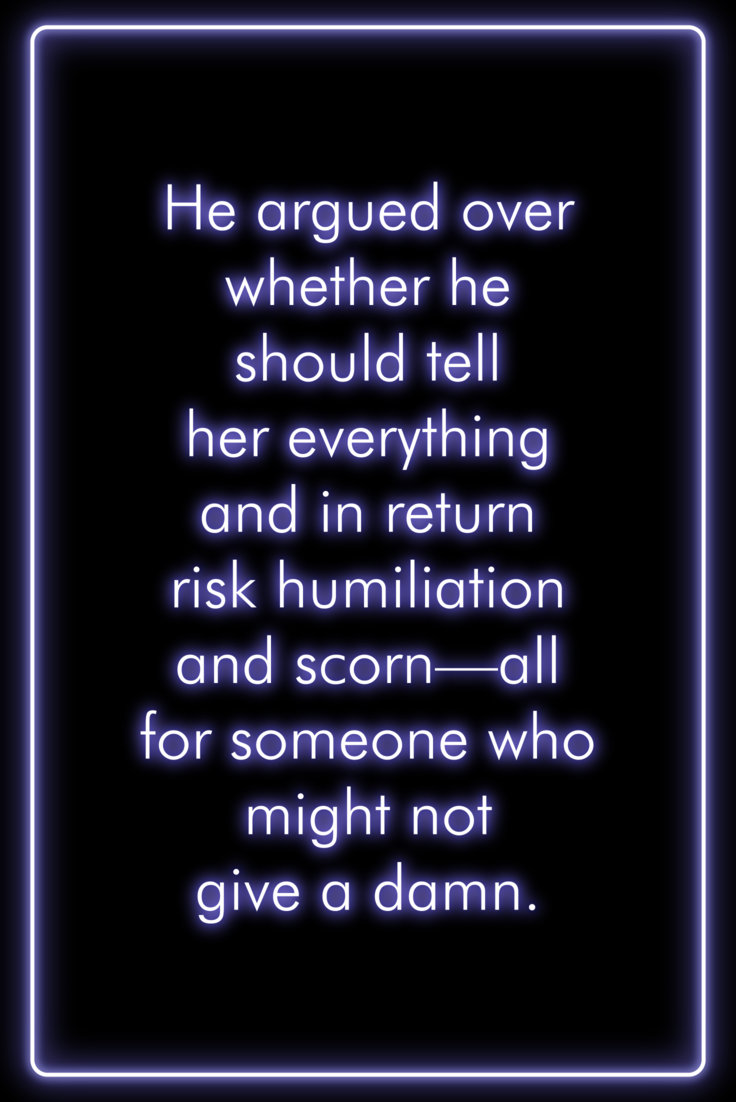 He argued over
whether he
should tell
her everything
and in return
risk humiliation
and scorn—all
for someone who
might not
give a damn.